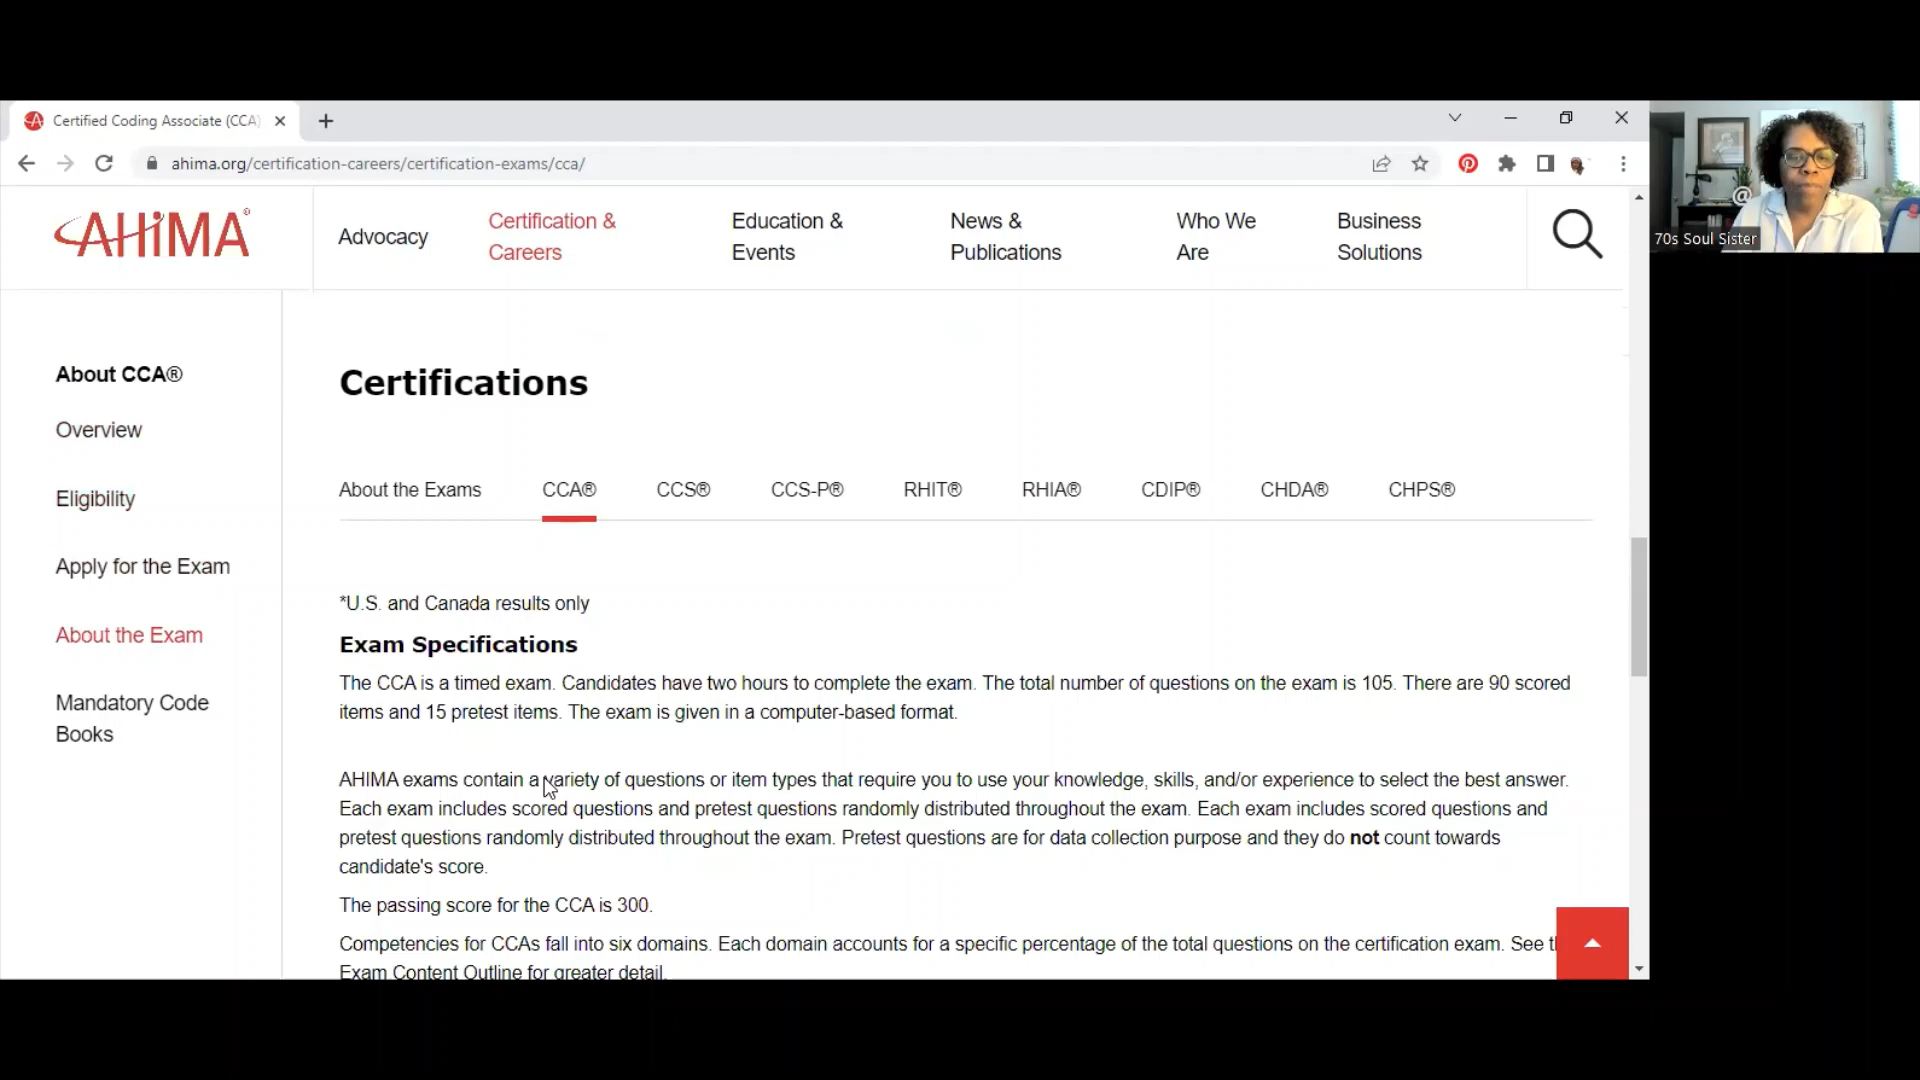 Certified Coding Associate (CCA)
ahima.org/certification-careers/certification-exams/cca/
AHiMA®
Advocacy
Certification &
Careers
Education &
Events
News &
Publications
Who We
Are
Business
Solutions
@
70s Soul Sister
About CCA®
Overview
Eligibility
Apply for the Exam
About the Exam
Mandatory Code
Books
Certifications
About the Exams CCA® CCS® CCS-P® RHIT® RHIA® CDIP® CHDA® CHPS®
*U.S. and Canada results only
Exam Specifications
The CCA is a timed exam. Candidates have two hours to complete the exam. The total number of questions on the exam is 105. There are 90 scored
items and 15 pretest items. The exam is given in a computer-based format.
AHIMA exams contain a variety of questions or item types that require you to use your knowledge, skills, and/or experience to select the best answer.
Each exam includes scored questions and pretest questions randomly distributed throughout the exam. Each exam includes scored questions and
pretest questions randomly distributed throughout the exam. Pretest questions are for data collection purpose and they do not count towards
candidate's score.
The passing score for the CCA is 300.
Competencies for CCAs fall into six domains. Each domain accounts for a specific percentage of the total questions on the certification exam. See
Exam Content Outline for greater detail.